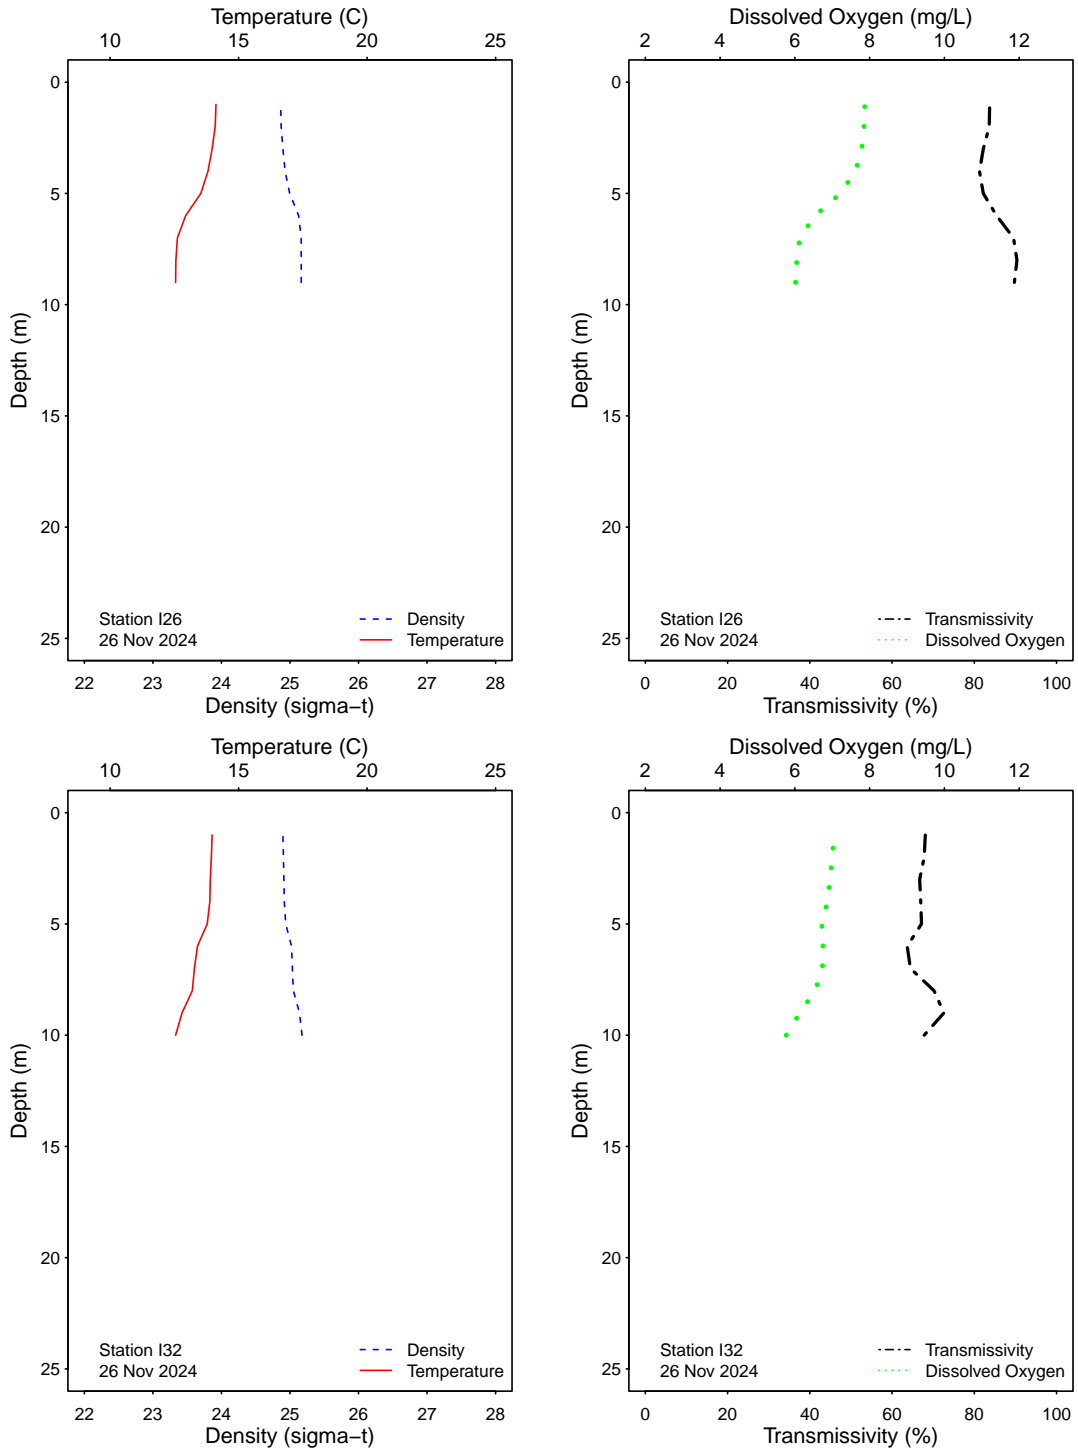 Temperature (C)
10 15 20 25
0
5
10
15
20
25
Depth (m)
Station I26
26 Nov 2024
Density
Temperature
22 23 24 25 26 27 28
Density (sigma−t)
Dissolved Oxygen (mg/L)
2 4 6 8 10 12
0
5
10
15
20
25
Depth (m)
Station I26
26 Nov 2024
Transmissivity
Dissolved Oxygen
0 20 40 60 80 100
Transmissivity (%)
Temperature (C)
10 15 20 25
0
5
10
15
20
25
Depth (m)
Station I32
26 Nov 2024
Density
Temperature
22 23 24 25 26 27 28
Density (sigma−t)
Dissolved Oxygen (mg/L)
2 4 6 8 10 12
0
5
10
15
20
25
Depth (m)
Station I32
26 Nov 2024
Transmissivity
Dissolved Oxygen
0 20 40 60 80 100
Transmissivity (%)